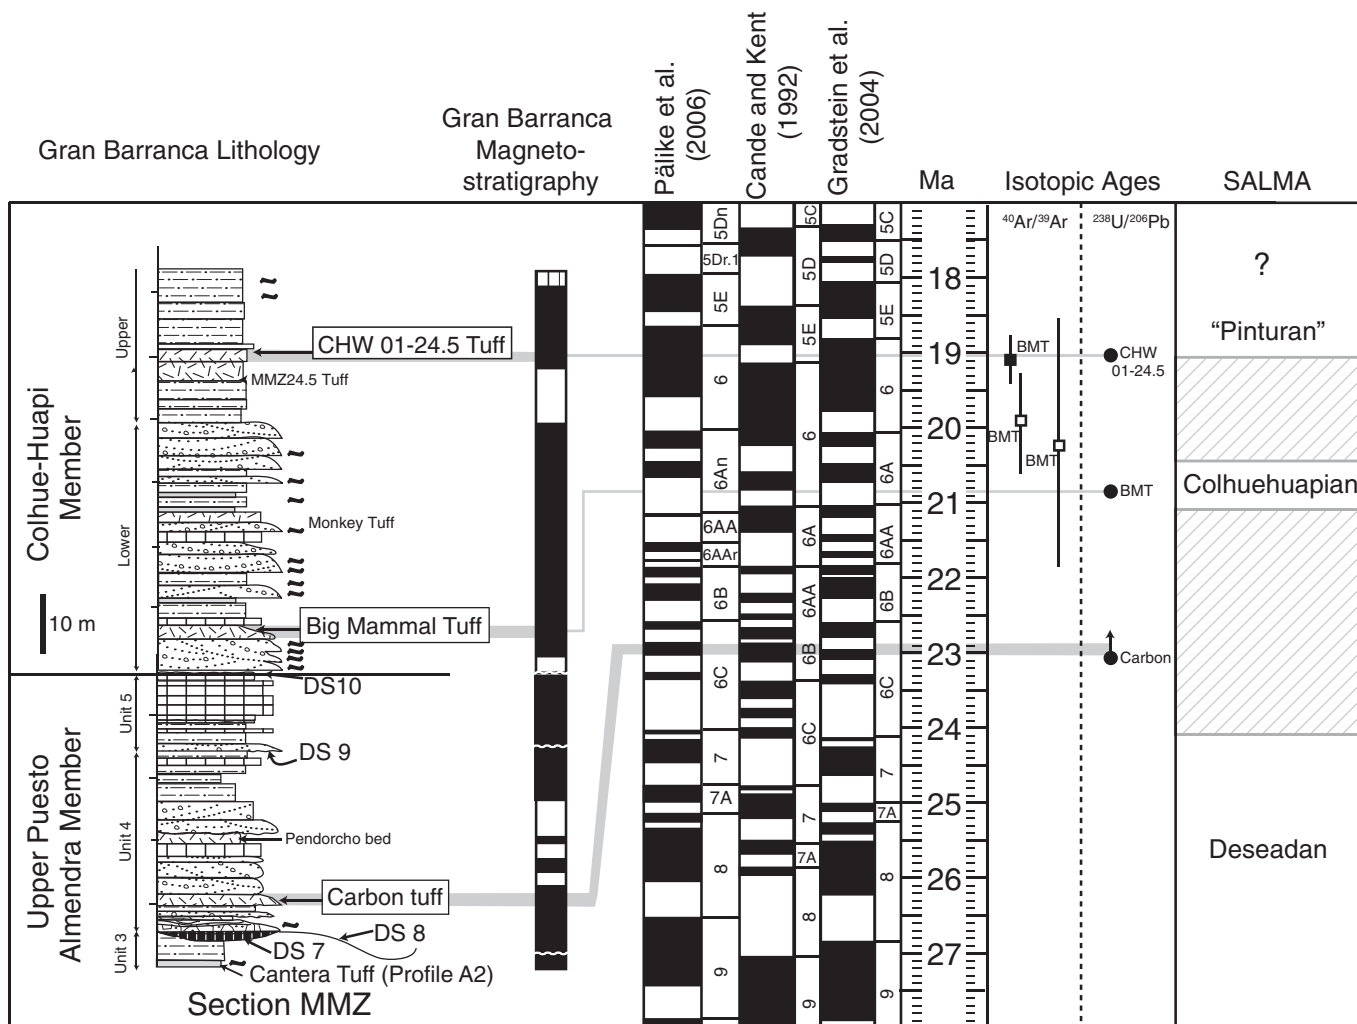 Gran Barranca Lithology
Gran Barranca
Magneto-
stratigraphy
Pälike et al.
(2006)
Cande and Kent
(1992)
Gradstein et al.
(2004)
Ma
Isotopic Ages
SALMA
40Ar/39Ar
238U/206Pb
Colhue-Huapi
Member
Upper
Lower
10 m
Upper Puesto
Almendra Member
Unit 5
Unit 4
Unit 3
CHW 01-24.5 Tuff
MMZ24.5 Tuff
Monkey Tuff
Big Mammal Tuff
DS10
DS 9
Pendorcho bed
Carbon tuff
DS 8
DS 7
Cantera Tuff (Profile A2)
Section MMZ
5Dn
5Dr.1
5E
6
6An
6AA
6AAr
6B
6C
7
7A
8
9
5C
5D
5E
6
6A
6AA
6B
6C
7
7A
8
9
5C
5D
5E
6
6A
6AA
6B
6C
7
7A
8
9
18
19
20
21
22
23
24
25
26
27
BMT
BMT
BMT
CHW
01-24.5
BMT
Carbon
?
“Pinturan”
Colhuehuapian
Deseadan